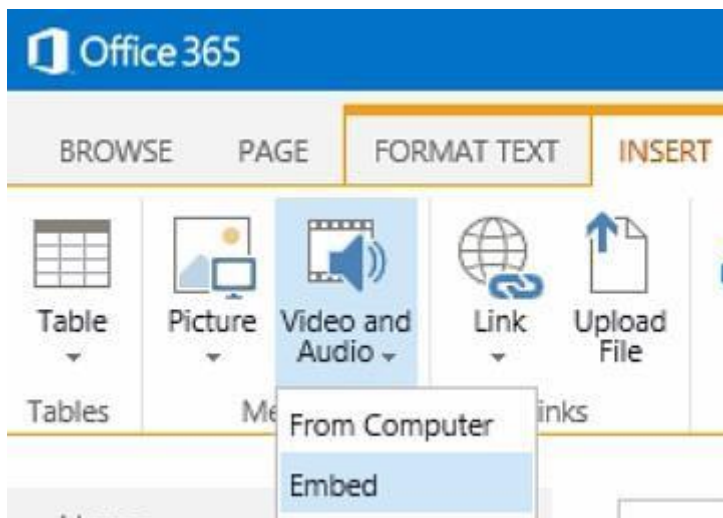 Office 365
BROWSE PAGE FORMAT TEXT INSERT
Table Picture Video and Audio Link Upload File
Tables Links
From Computer
Embed